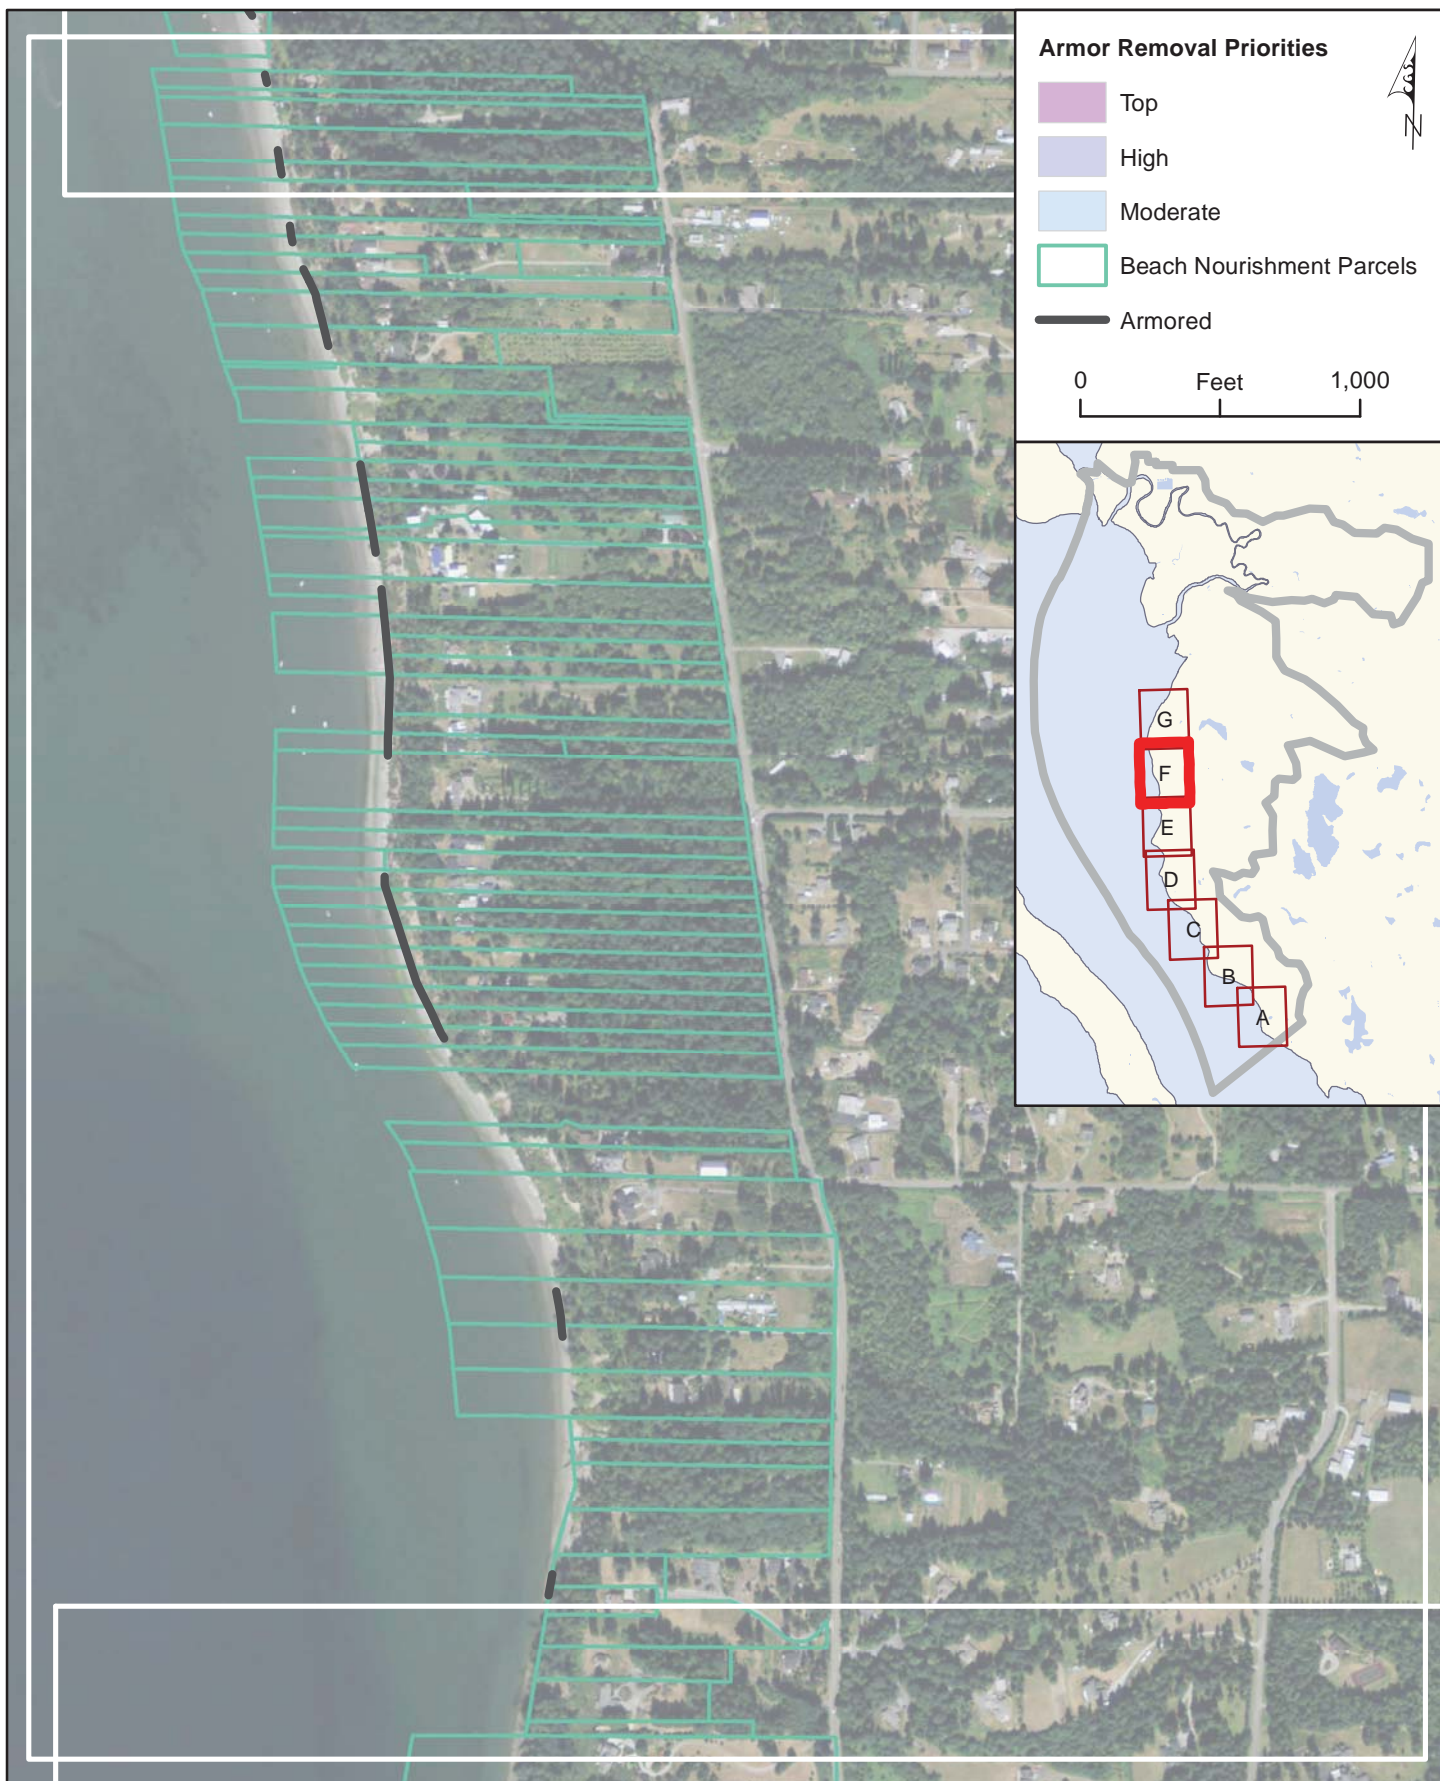 Armor Removal Priorities
N
Top
High
Moderate
Beach Nourishment Parcels
Armored
0 Feet 1,000
G
F
E
D
C
B
A